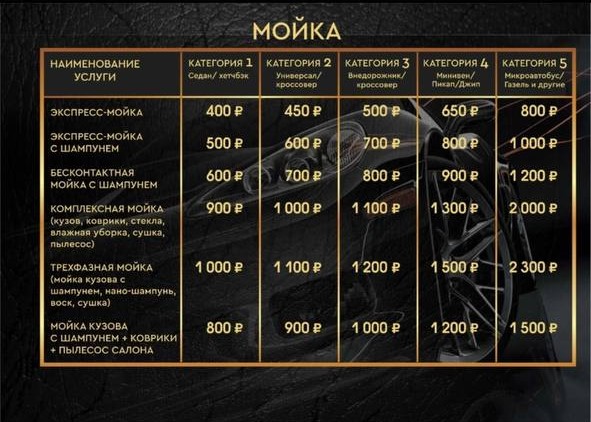 МОЙКА
НАИМЕНОВАНИЕ УСЛУГИ КАТЕГОРИЯ 1 Седан/ хетчбэк КАТЕГОРИЯ 2 Универсал/ кроссовер КАТЕГОРИЯ 3 Внедорожник/ кроссовер КАТЕГОРИЯ 4 Минивен/ Пикап/Джип КАТЕГОРИЯ 5 Микроавтобус/ Газель и другие
ЭКСПРЕСС-МОЙКА 400 ₽ 450 ₽ 500 ₽ 650 ₽ 800 ₽
ЭКСПРЕСС-МОЙКА
С ШАМПУНЕМ 500 ₽ 600 ₽ 700 ₽ 800 ₽ 1 000 ₽
БЕСКОНТАКТНАЯ
МОЙКА С ШАМПУНЕМ 600 ₽ 700 ₽ 800 ₽ 900 ₽ 1 200 ₽
КОМПЛЕКСНАЯ МОЙКА 900 ₽ 1 000 ₽ 1 100 ₽ 1 300 ₽ 2 000 ₽
(кузов, коврики, стекла,
влажная уборка, сушка,
пылесос)
ТРЕХФАЗНАЯ МОЙКА 1 000 ₽ 1 100 ₽ 1 200 ₽ 1 500 ₽ 2 300 ₽
(мойка кузова с
шампунем, нано-шампунь,
воск, сушка)
МОЙКА КУЗОВА 800 ₽ 900 ₽ 1 000 ₽ 1 200 ₽ 1 500 ₽
С ШАМПУНЕМ + КОВРИКИ
+ ПЫЛЕСОС САЛОНА